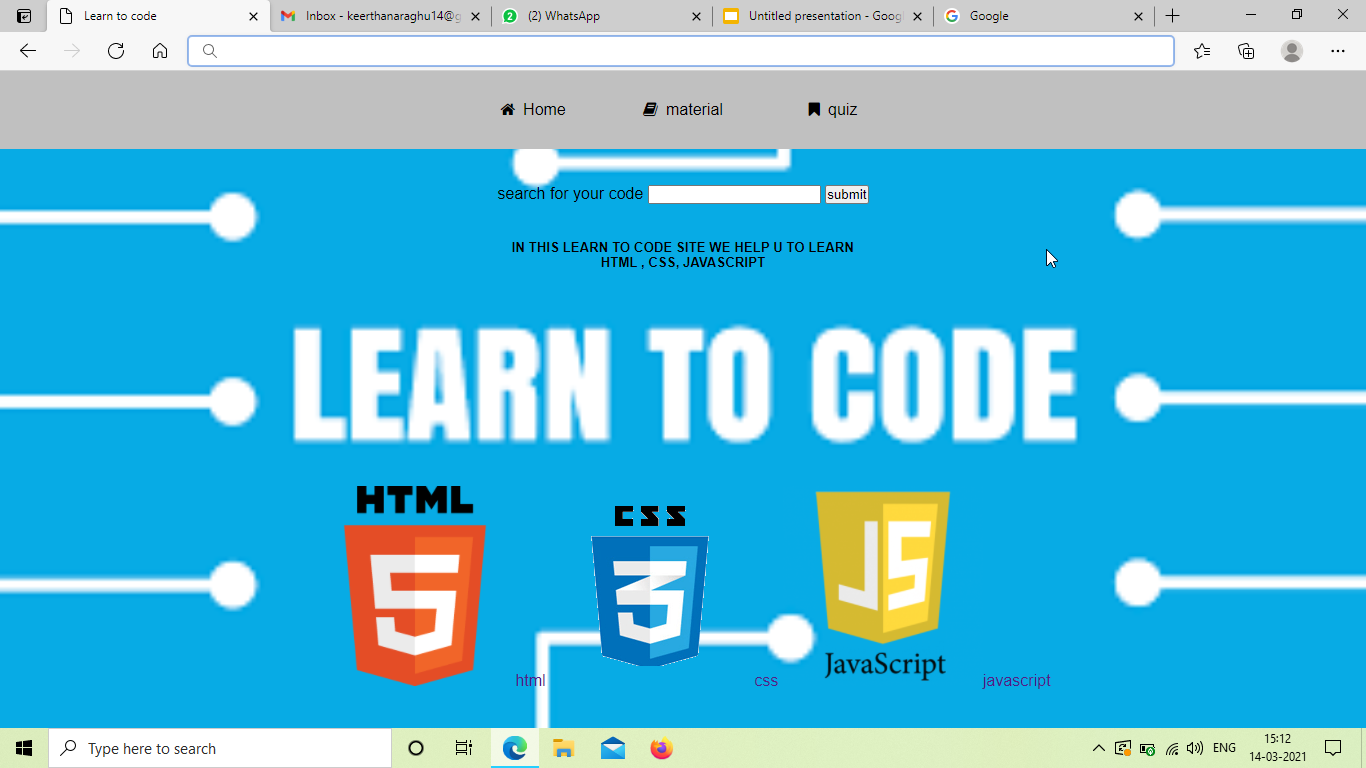 Learn to code
Inbox - keerthanaraghu14@g
(2) WhatsApp
Untitled presentation - Googl
Google
Home
material
quiz
search for your code
submit
IN THIS LEARN TO CODE SITE WE HELP U TO LEARN
HTML , CSS, JAVASCRIPT
LEARN TO CODE
HTML
5
CSS
3
JS
JavaScript
html
css
javascript
Type here to search
ENG
15:12
14-03-2021